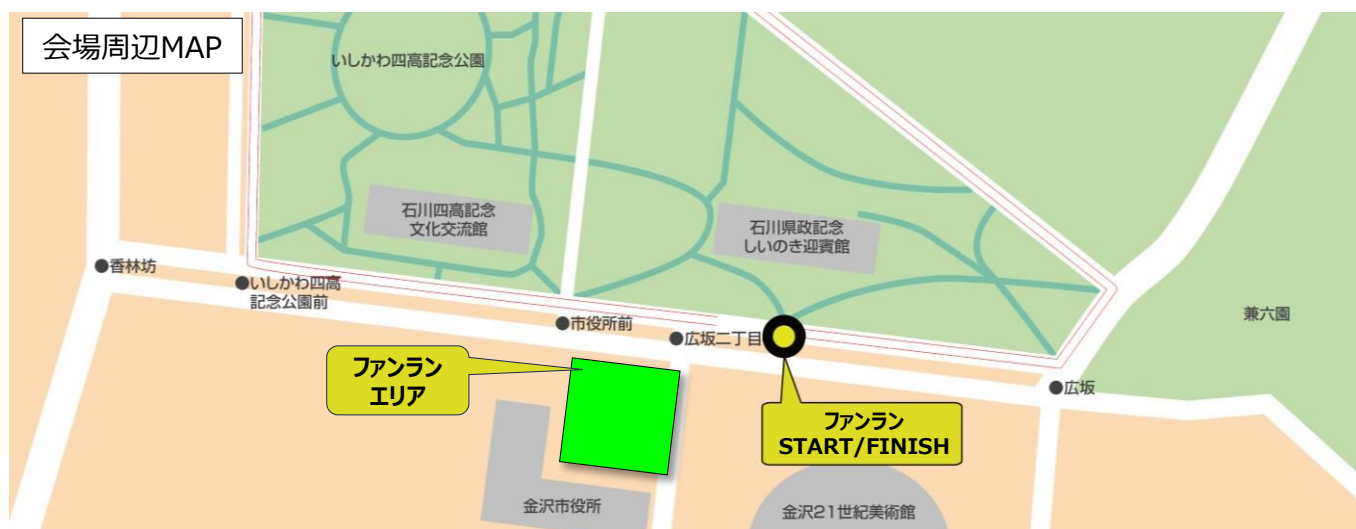 会場周辺MAP
いしかわ四高記念公園
石川四高記念
文化交流館
石川県政記念
しいのき迎賓館
●香林坊
●いしかわ四高
記念公園前
●市役所前
●広坂二丁目
兼六園
●広坂
ファンラン
エリア
ファンラン
START/FINISH
金沢市役所
金沢21世紀美術館